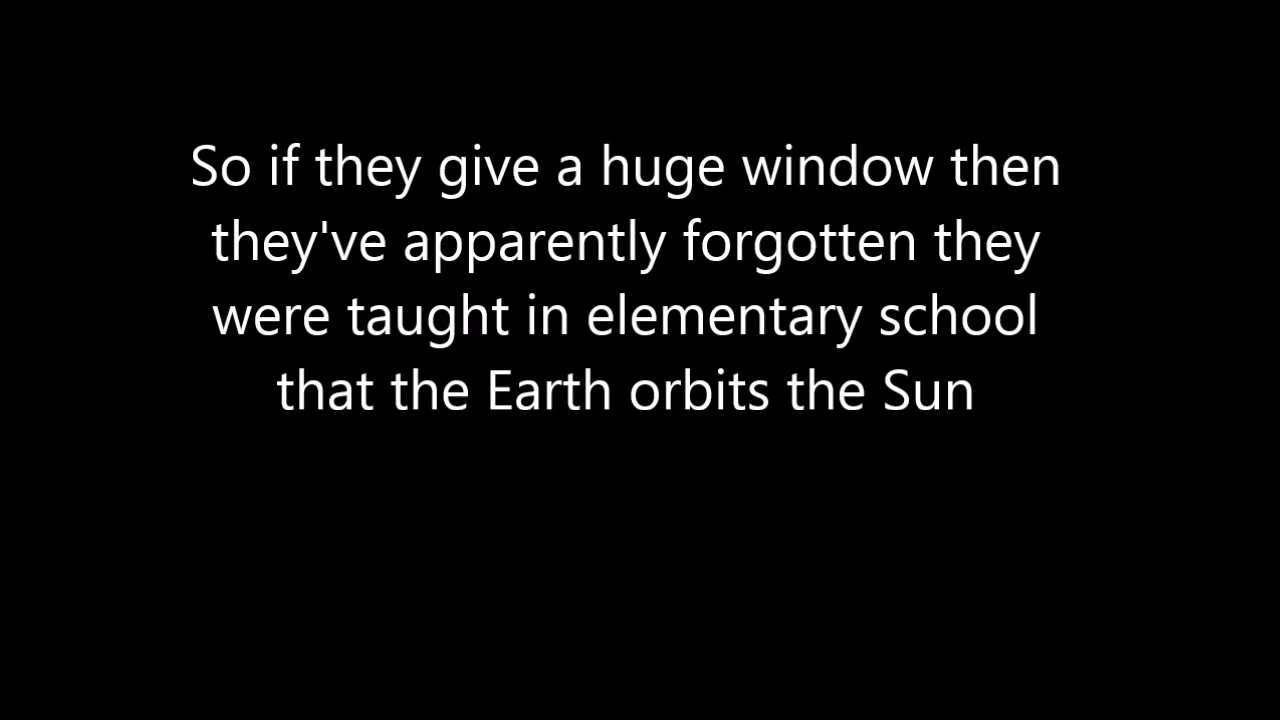 So if they give a huge window then
they've apparently forgotten they
were taught in elementary school
that the Earth orbits the Sun